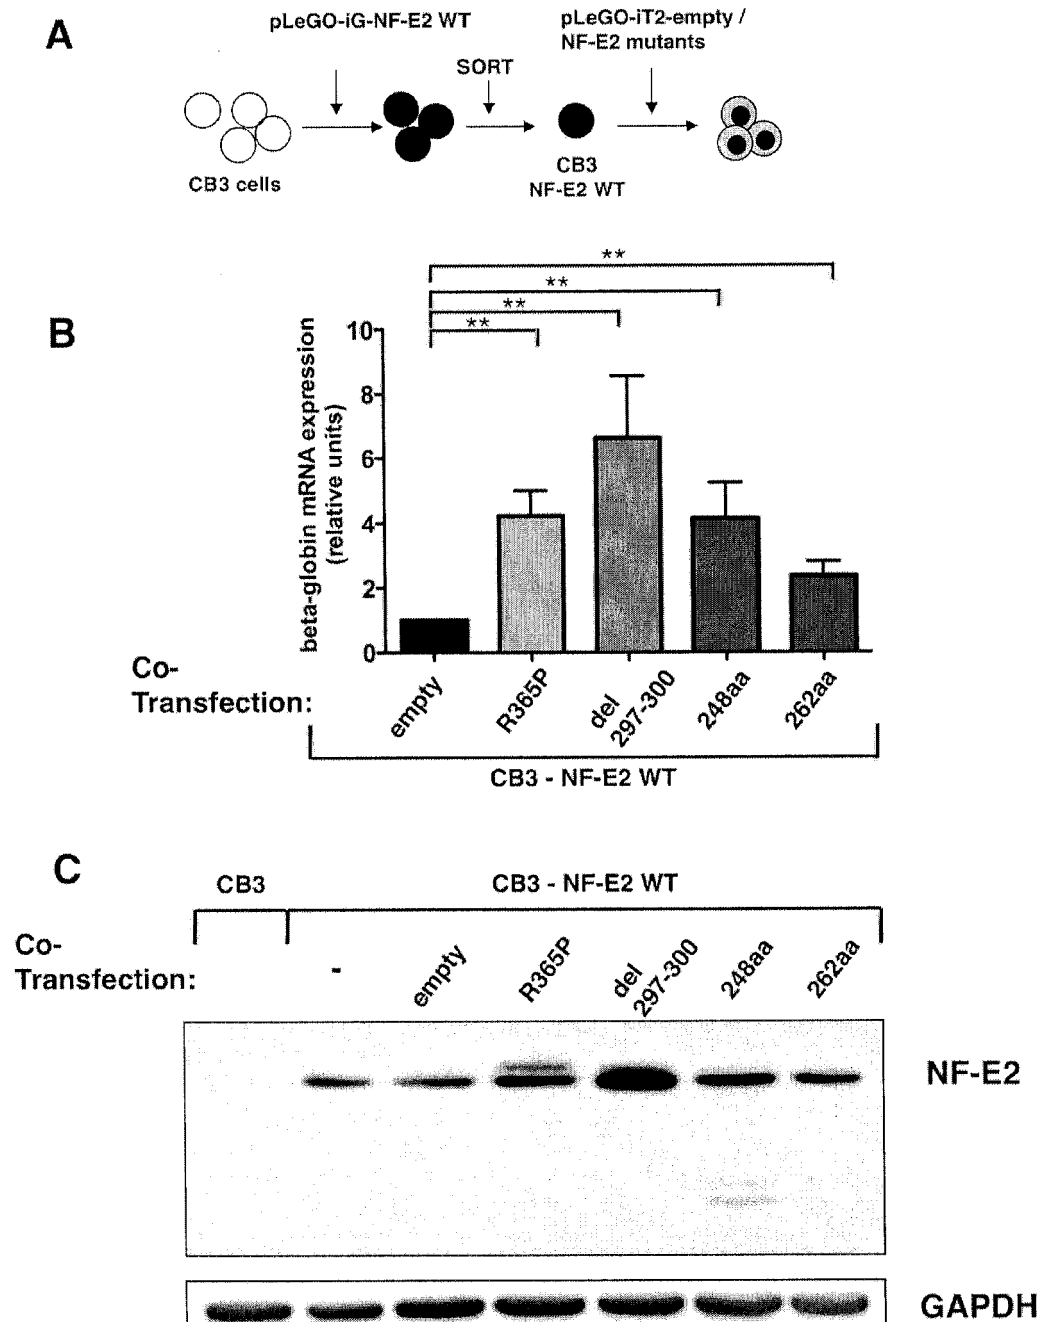 A
pLeGO-iG-NF-E2 WT
pLeGO-iT2-empty /
NF-E2 mutants
SORT
CB3 cells
CB3
NF-E2 WT
B
**
**
**
**
beta-globin mRNA expression
(relative units)
10
8
6
4
2
0
Co-
Transfection:
empty
R365P
del
297-300
248aa
262aa
CB3 - NF-E2 WT
C
CB3
CB3 - NF-E2 WT
Co-
Transfection:
-
empty
R365P
del
297-300
248aa
262aa
NF-E2
GAPDH